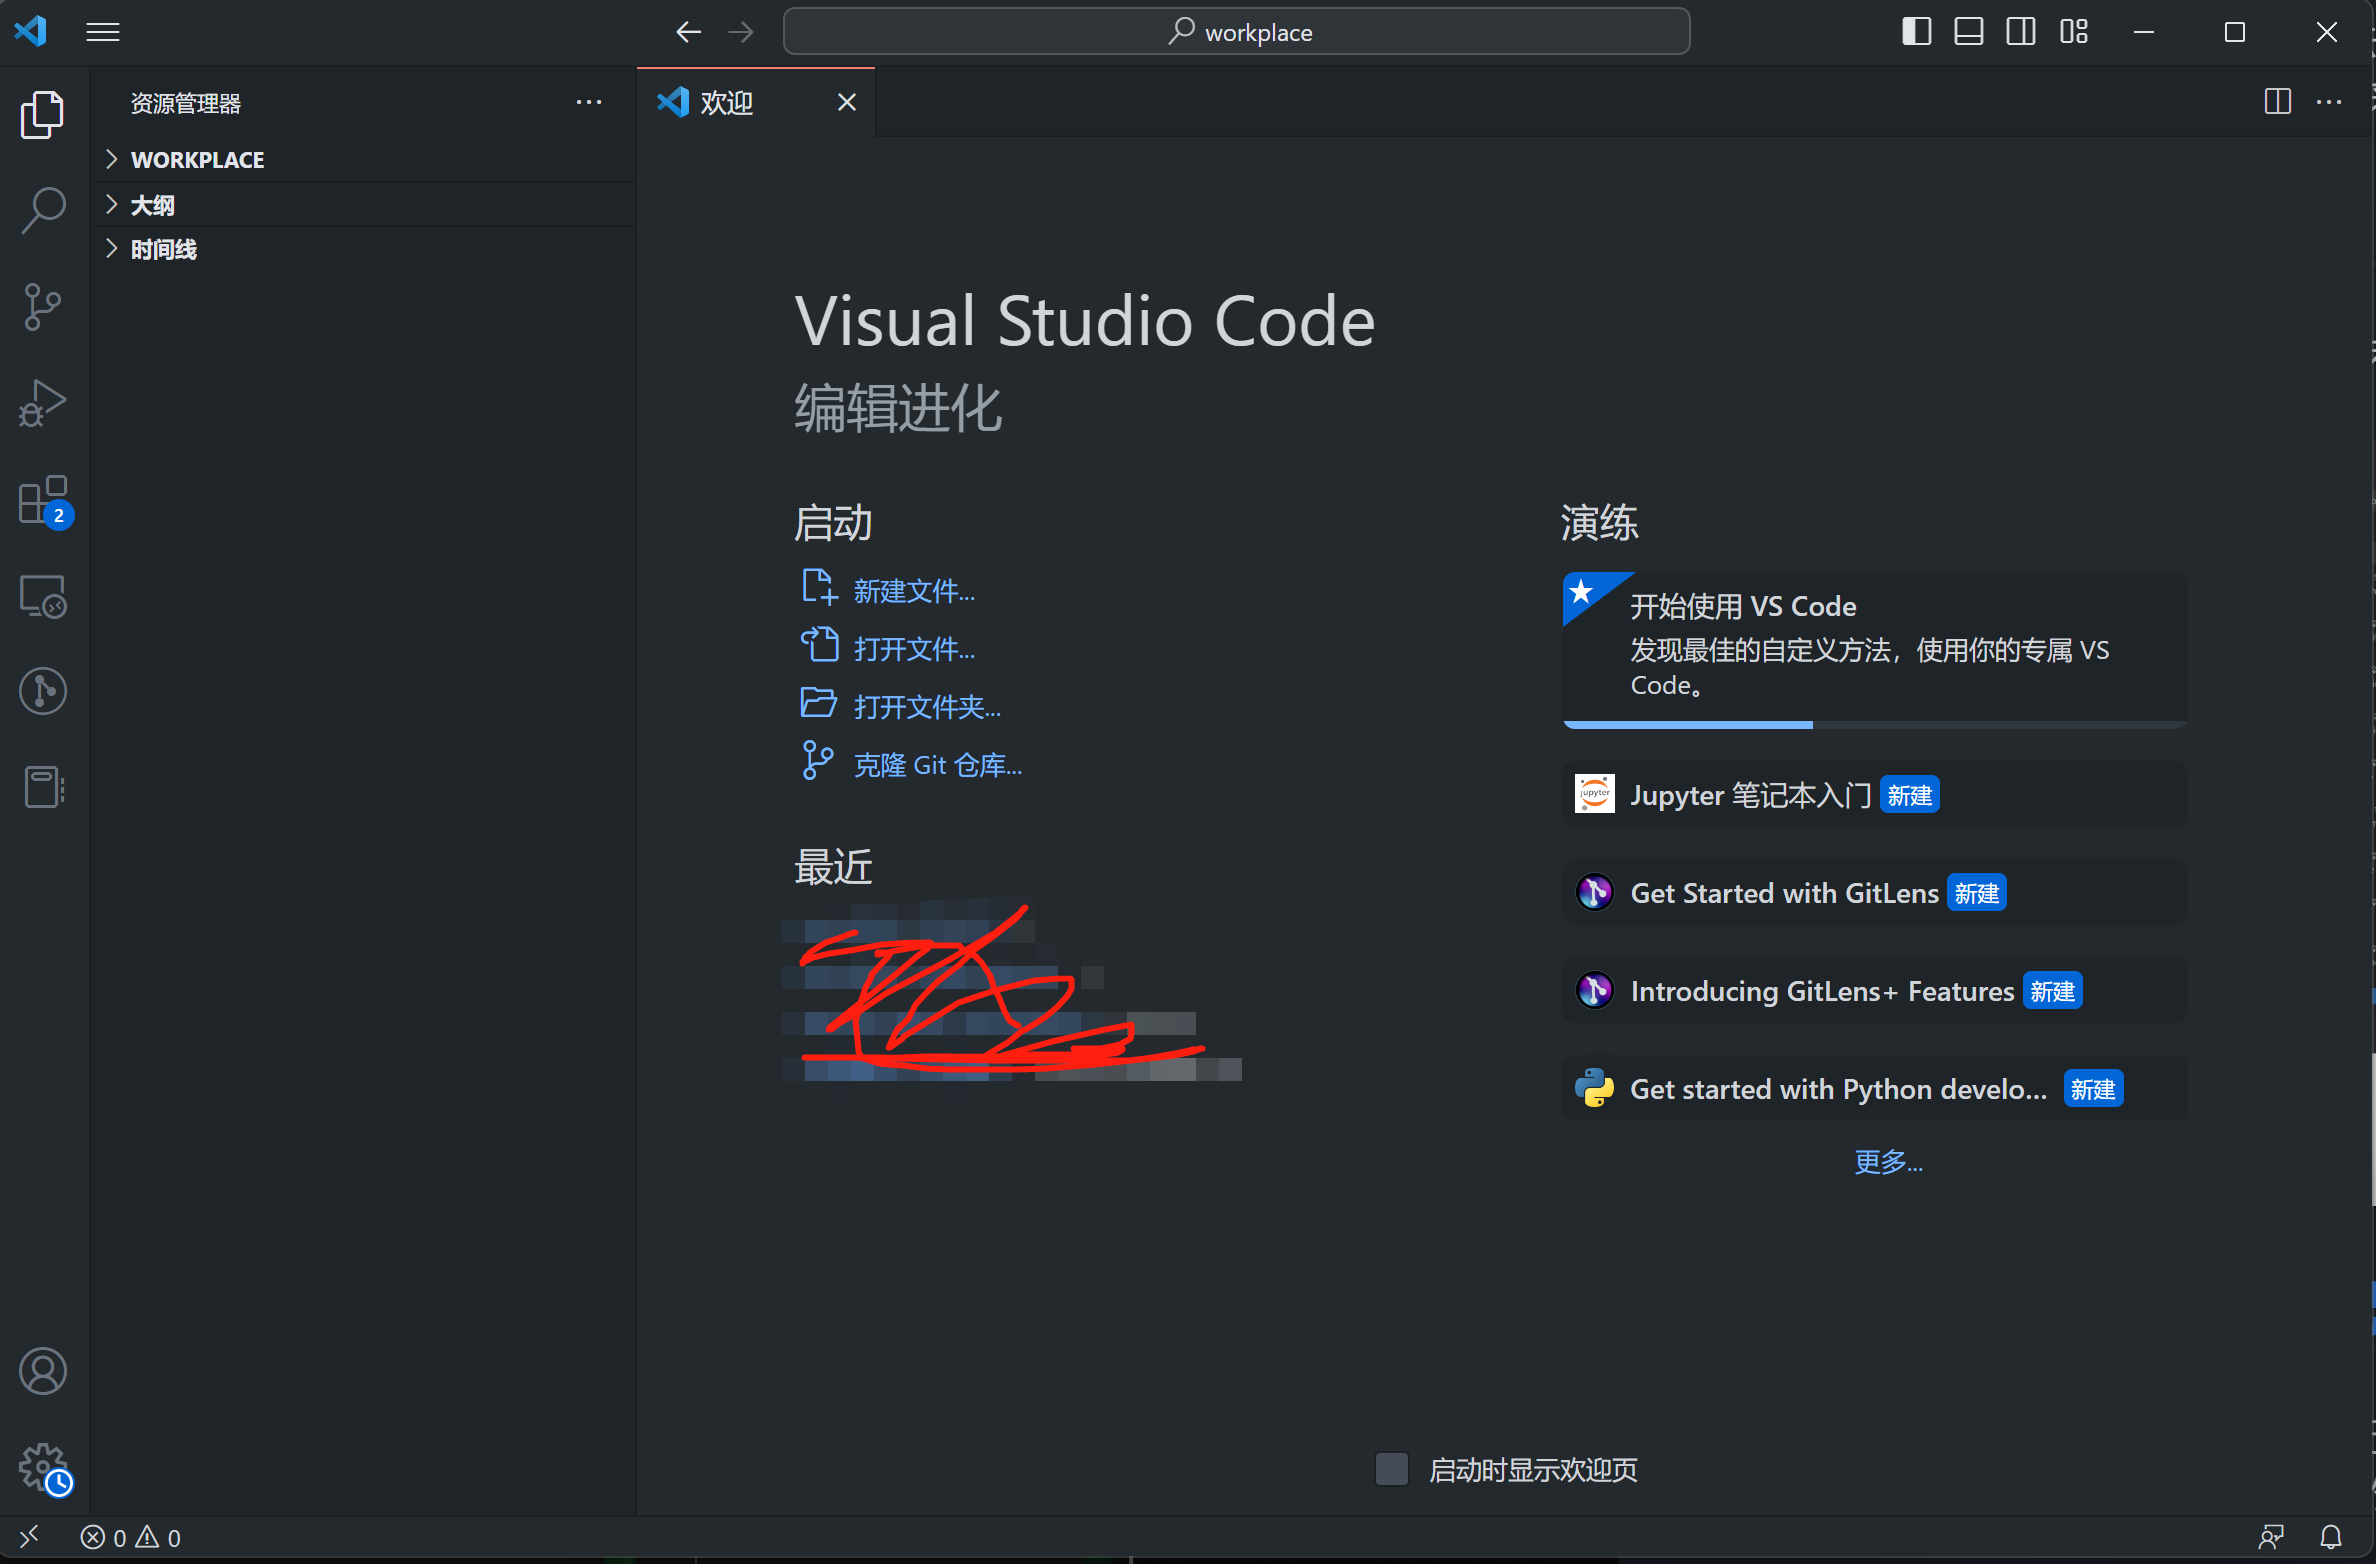 workplace
资源管理器
欢迎
WORKPLACE
大纲
时间线
Visual Studio Code
编辑进化
启动
新建文件...
打开文件...
打开文件夹...
克隆 Git 仓库...
最近
演练
开始使用 VS Code
发现最佳的自定义方法，使用你的专属 VS
Code。
Jupyter 笔记本入门 新建
Get Started with GitLens 新建
Introducing GitLens+ Features 新建
Get started with Python develo... 新建
更多...
2
启动时显示欢迎页
0 0